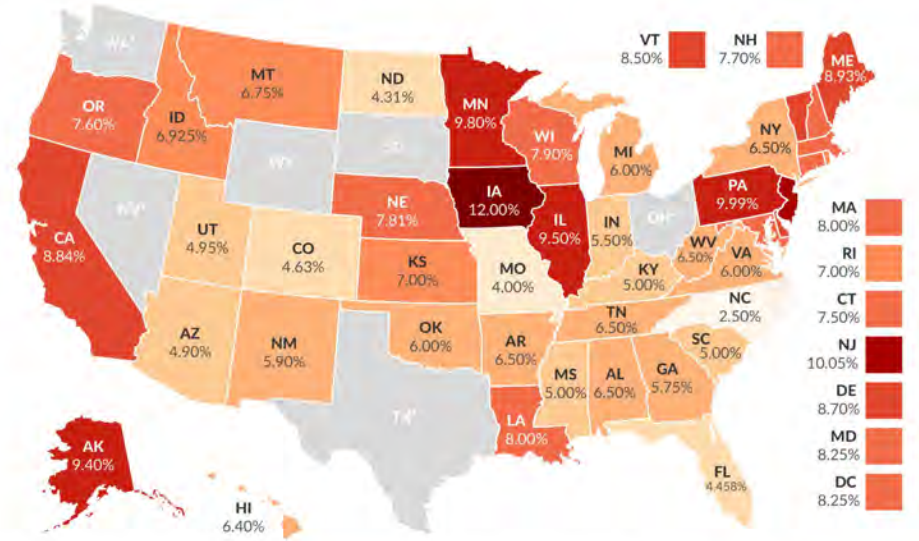 WA*
VT
8.50%
NH
7.70%
ME
8.93%
MT
6.75%
ND
4.31%
OR
7.60%
ID
6.925%
MN
9.80%
WI
7.90%
MI
6.00%
NY
6.50%
SD
WY
NE
7.81%
IA
12.00%
IL
9.50%
IN
5.50%
OH*
PA
9.99%
NV*
CA
8.84%
UT
4.95%
CO
4.63%
KS
7.00%
MO
4.00%
KY
5.00%
WV
6.50%
VA
6.00%
NC
2.50%
TN
6.50%
SC
5.00%
AZ
4.90%
NM
5.90%
OK
6.00%
AR
6.50%
MS
5.00%
AL
6.50%
GA
5.75%
TX*
LA
8.00%
FL
4.458%
AK
9.40%
HI
6.40%
MA
8.00%
RI
7.00%
CT
7.50%
NJ
10.05%
DE
8.70%
MD
8.25%
DC
8.25%